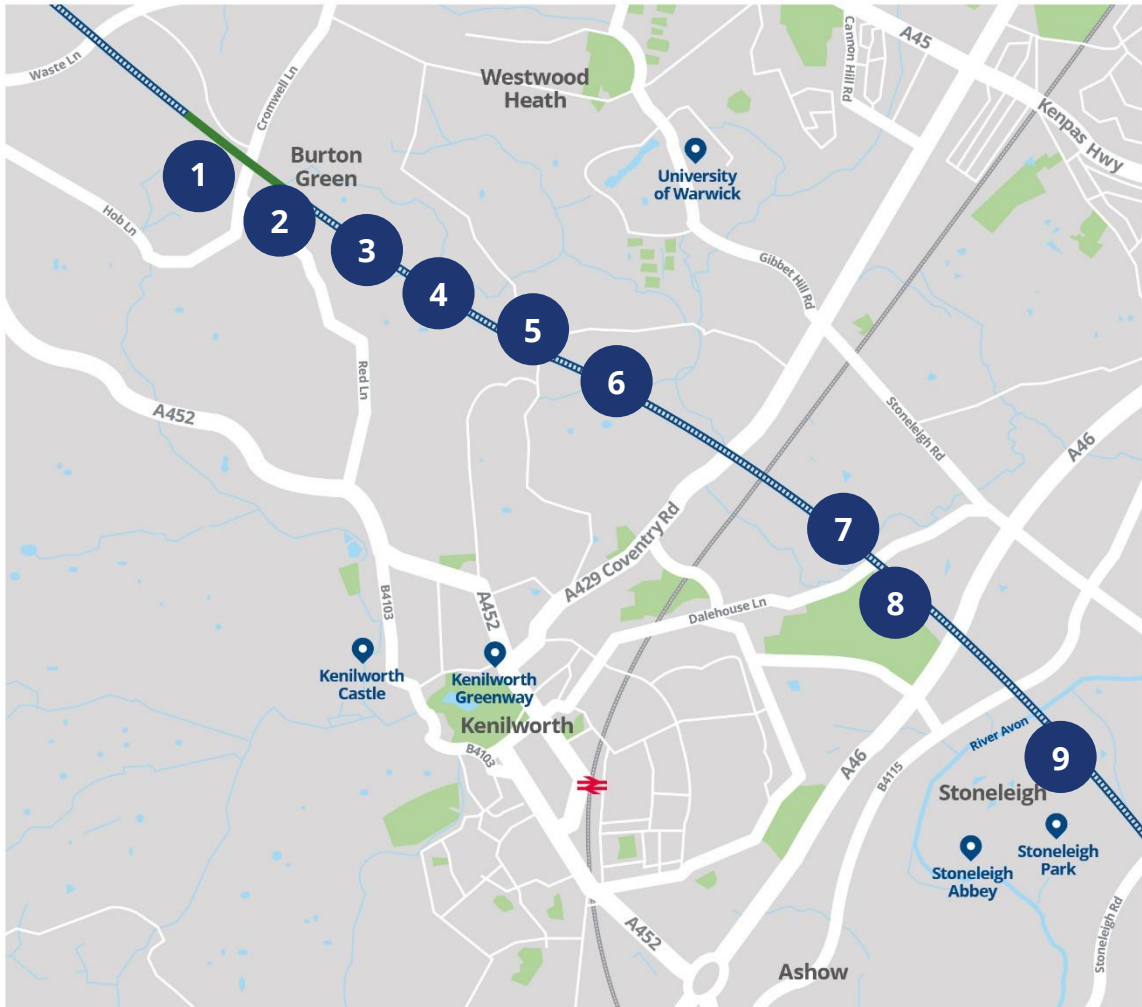 A45
Cannon Hill Rd
Waste Ln
Westwood
Heath
Cromwell Ln
Kenpas Hwy
Burton
Green
University
of Warwick
1
2
Hob Ln
3
Gibbet Hill Rd
4
5
6
Red Ln
A452
Stoneleigh Rd
A46
A429 Coventry Rd
7
8
B4103
A452
Dalehouse Ln
Kenilworth
Castle
Kenilworth
Greenway
Kenilworth
B4103
River Avon
9
A46
B4115
Stoneleigh
Stoneleigh
Park
Stoneleigh
Abbey
A452
Ashow
Stoneleigh Rd